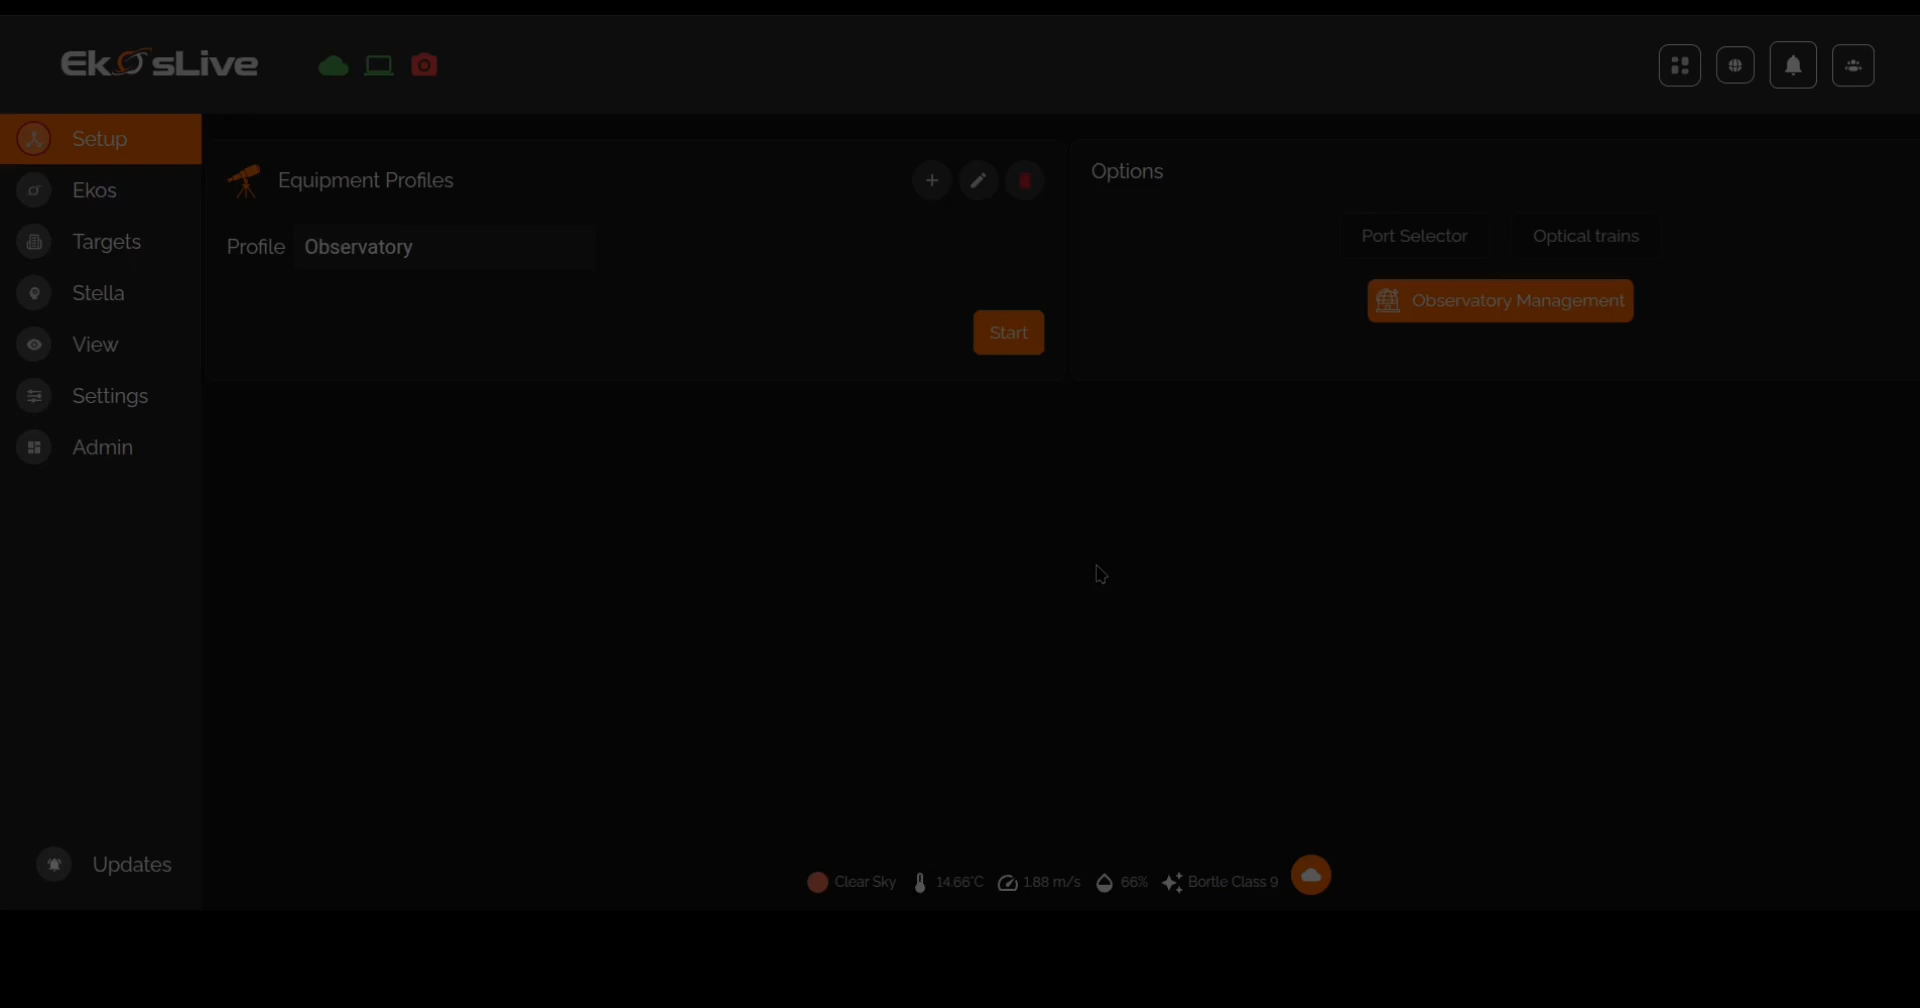 EkosLive
Setup
Ekos
Targets
Stella
View
Settings
Admin
Updates
Equipment Profiles
Profile Observatory
Start
Options
Port Selector Optical trains
Observatory Management
Clear Sky 14.66°C 1.88 m/s 66% Bortle Class 9